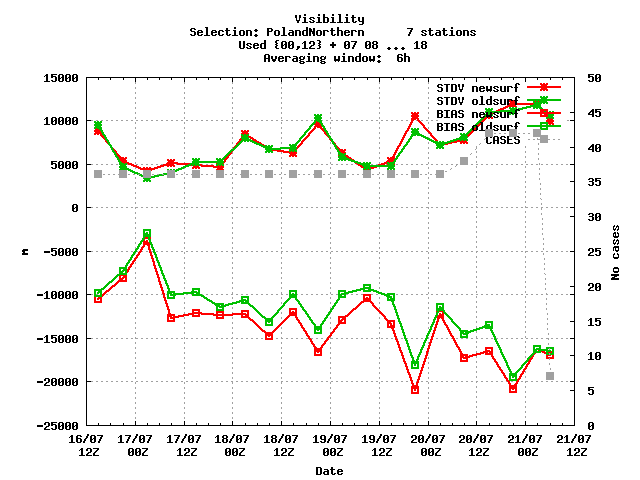 Visibility
Selection: PolandNorthern 7 stations
Used {00,12} + 07 08 ... 18
Averaging window: 6h
STDV newsurf
STDV oldsurf
BIAS newsurf
BIAS oldsurf
CASES
15000
10000
5000
0
-5000
-10000
-15000
-20000
-25000
m
50
45
40
35
30
25
20
15
10
5
0
No cases
16/07 17/07 17/07 18/07 18/07 19/07 19/07 20/07 20/07 21/07 21/07
12Z 00Z 12Z 00Z 12Z 00Z 12Z 00Z 12Z 00Z 12Z
Date